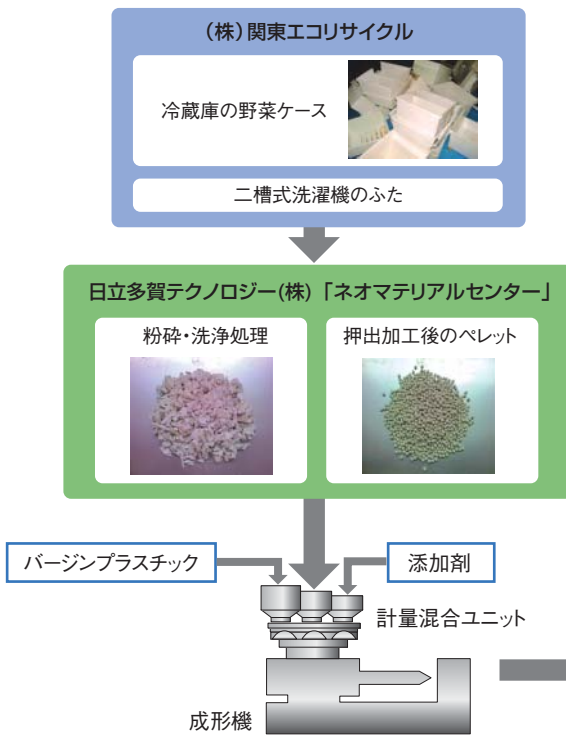 (株)関東エコリサイクル
冷蔵庫の野菜ケース
二槽式洗濯機のふた
日立多賀テクノロジー(株)「ネオマテリアルセンター」
粉砕・洗浄処理
押出加工後のペレット
バージンプラスチック
添加剤
計量混合ユニット
成形機